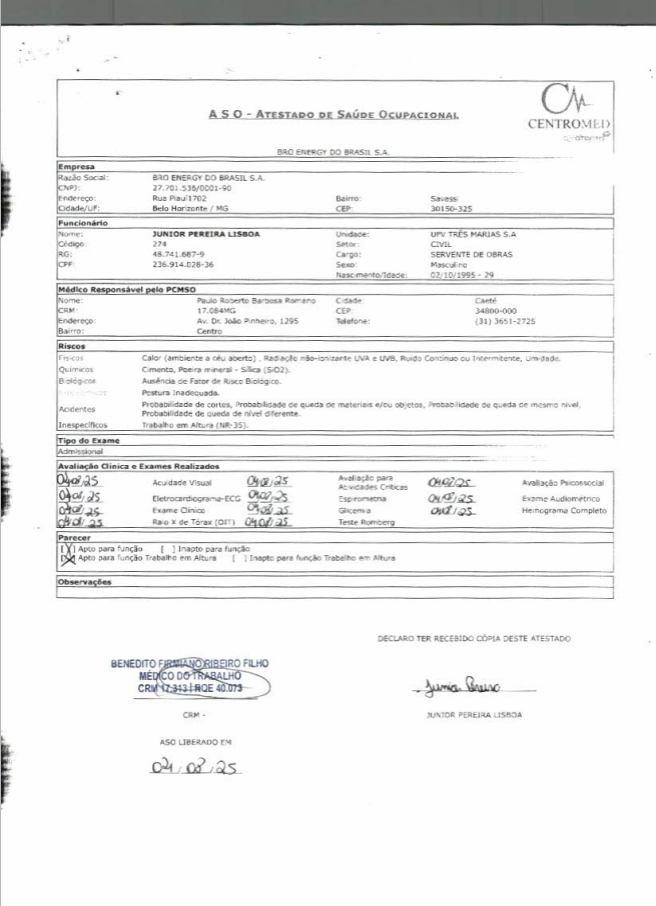 A S O - ATESTADO DE SAÚDE OCUPACIONAL
CENTROMED
BRO ENERGY DO BRASIL S.A.
Empresa
Razão Social: BRO ENERGY DO BRASIL S.A.
CNPJ: 27.701.536/0001-90
Endereço: Rua Piauí1702 Bairro: Savassi
Cidade/UF: Belo Horizonte / MG CEP: 30150-325
Funcionário
Nome: JUNIOR PEREIRA LISBOA Unidade: UFV TRÊS MARIAS S.A
Código: 274 Setor: CIVIL
RG: 48.741.687-9 Cargo: SERVENTE DE OBRAS
CPF: 236.914.028-36 Sexo: Masculino
Nascimento/Idade: 02/10/1995 - 29
Médico Responsável pelo PCMSO
Nome: Paulo Roberto Barbosa Romano Cidade: Caeté
CRM: 17.084MG CEP: 34800-000
Endereço: Av. Dr. João Pinheiro, 1295 Telefone: (31) 3651-2725
Bairro: Centro
Riscos
Físicos Calor (ambiente a céu aberto) , Radiação não-ionizante UVA e UVB, Ruído Contínuo ou Intermitente, Umidade.
Químicos Cimento, Poeira mineral - Sílica (SiO2).
Biológicos Ausência de Fator de Risco Biológico.
Postura Inadequada.
Acidentes Probabilidade de cortes, Probabilidade de queda de materiais e/ou objetos, Probabilidade de queda de mesmo nível,
Probabilidade de queda de nível diferente.
Inespecíficos Trabalho em Altura (NR-35).
Tipo do Exame
Admissional
Avaliação Clínica e Exames Realizados
04/08/25 Acuidade Visual 04/08/25 Avaliação para Atividades Críticas 04/08/25 Avaliação Psicossocial
04/08/25 Eletrocardiograma-ECG 04/08/25 Espirometria 04/08/25 Exame Audiométrico
04/08/25 Exame Clínico 04/08/25 Glicemia 04/08/25 Hemograma Completo
04/08/25 Raio X de Tórax (OIT) 04/08/25 Teste Romberg
Parecer
(X) Apto para função [ ] Inapto para função
[X] Apto para função Trabalho em Altura [ ] Inapto para função Trabalho em Altura
Observações
DECLARO TER RECEBIDO CÓPIA DESTE ATESTADO
BENEDITO FIRMIANO RIBEIRO FILHO
MÉDICO DO TRABALHO
CRM 17.313 | RQE 40.073
CRM -
JUNIOR PEREIRA LISBOA
ASO LIBERADO EM
04/08/25